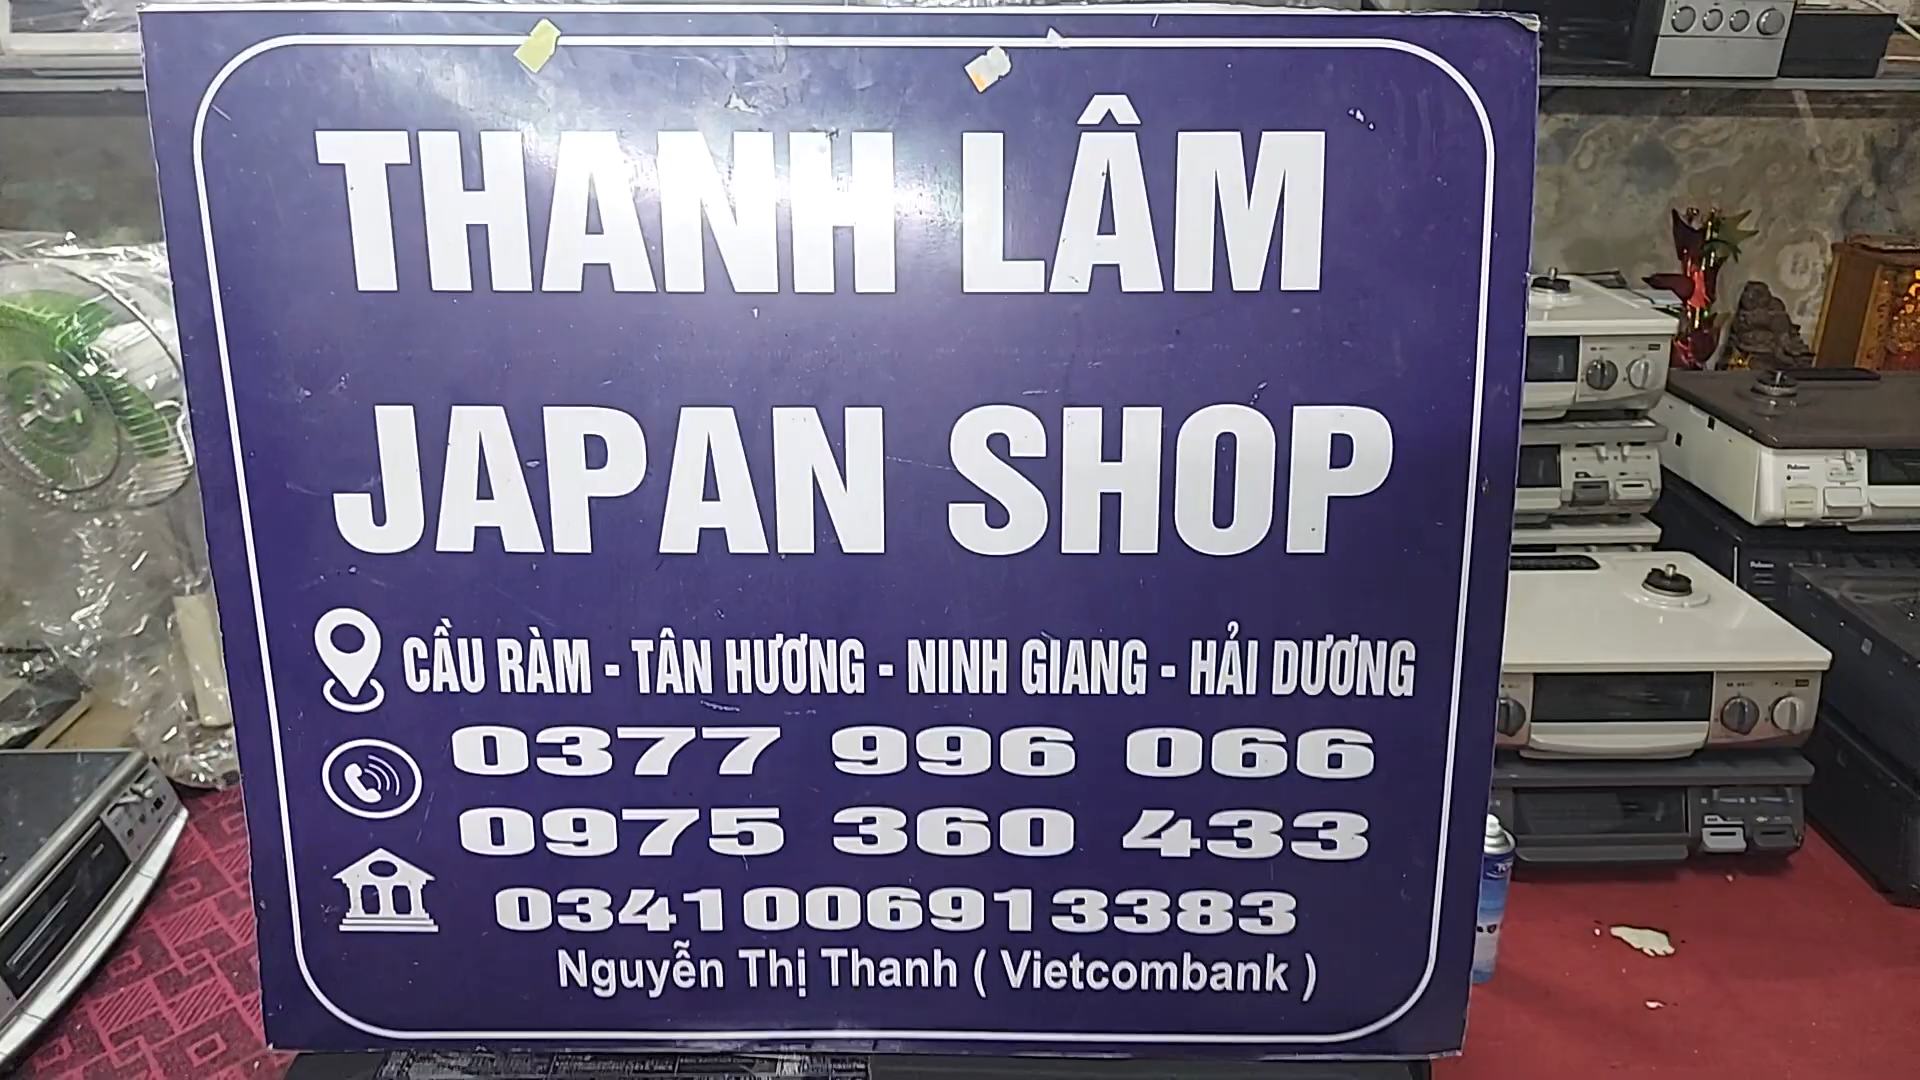 THANH LÂM
JAPAN SHOP
CẦU RÀM - TÂN HƯƠNG - NINH GIANG - HẢI DƯƠNG
0377 996 066
0975 360 433
0341006913383
Nguyễn Thị Thanh ( Vietcombank )
Paloma